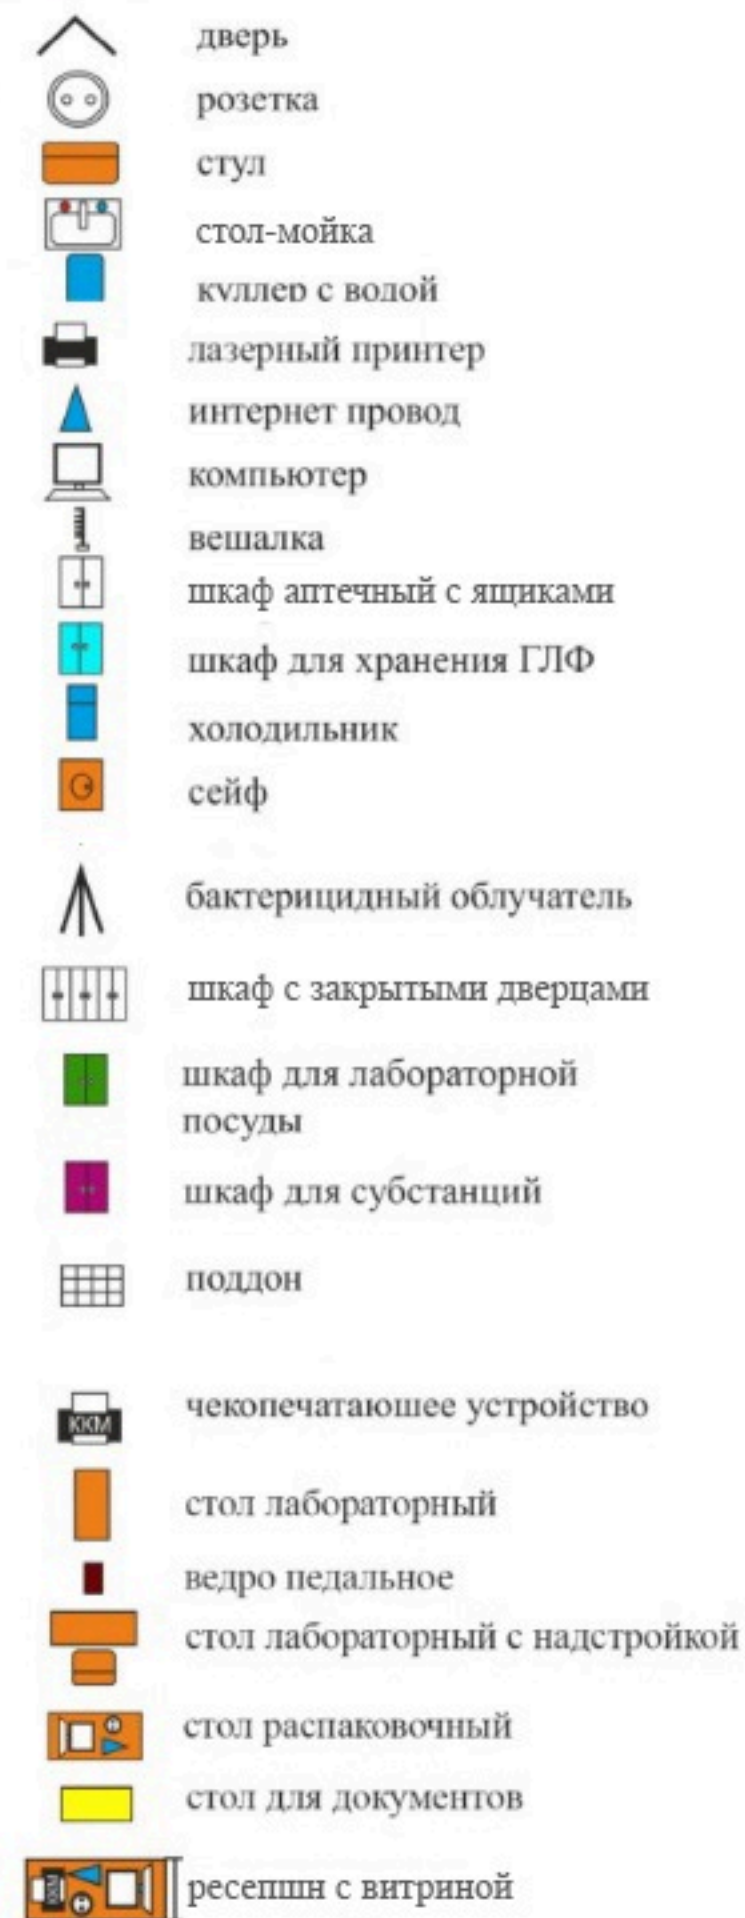 дверь
розетка
стул
стол-мойка
куллер с водой
лазерный принтер
интернет провод
компьютер
вешалка
шкаф аптечный с ящиками
шкаф для хранения ГЛФ
холодильник
сейф
бактерицидный облучатель
шкаф с закрытыми дверцами
шкаф для лабораторной
посуды
шкаф для субстанций
поддон
ККМ
чекопечатаюшее устройство
стол лабораторный
ведро педальное
стол лабораторный с надстройкой
стол распаковочный
стол для документов
ККМ
ресепшн с витриной